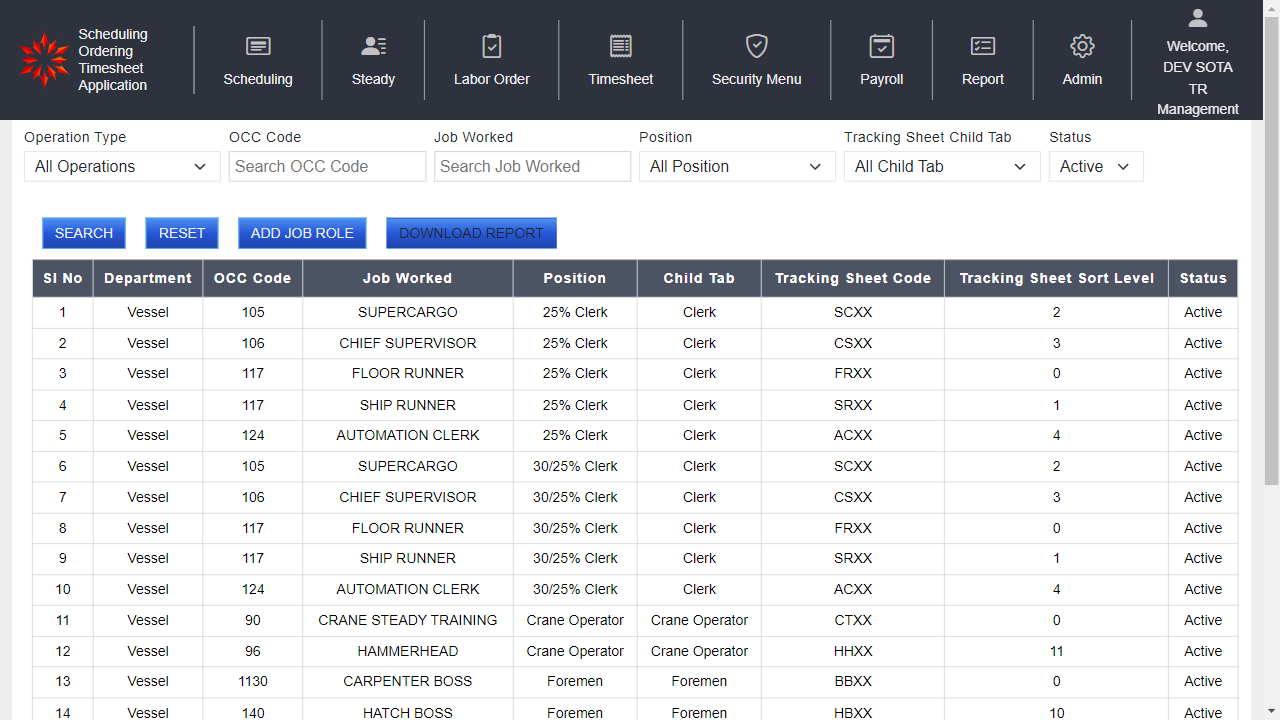 Scheduling
Ordering
Timesheet
Application
Scheduling
Steady
Labor Order
Timesheet
Security Menu
Payroll
Report
Admin
Welcome,
DEV SOTA
TR
Management
Operation Type OCC Code Job Worked Position Tracking Sheet Child Tab Status
All Operations Search OCC Code Search Job Worked All Position All Child Tab Active
SEARCH RESET ADD JOB ROLE DOWNLOAD REPORT
SI No Department OCC Code Job Worked Position Child Tab Tracking Sheet Code Tracking Sheet Sort Level Status
1 Vessel 105 SUPERCARGO 25% Clerk Clerk SCXX 2 Active
2 Vessel 106 CHIEF SUPERVISOR 25% Clerk Clerk CSXX 3 Active
3 Vessel 117 FLOOR RUNNER 25% Clerk Clerk FRXX 0 Active
4 Vessel 117 SHIP RUNNER 25% Clerk Clerk SRXX 1 Active
5 Vessel 124 AUTOMATION CLERK 25% Clerk Clerk ACXX 4 Active
6 Vessel 105 SUPERCARGO 30/25% Clerk Clerk SCXX 2 Active
7 Vessel 106 CHIEF SUPERVISOR 30/25% Clerk Clerk CSXX 3 Active
8 Vessel 117 FLOOR RUNNER 30/25% Clerk Clerk FRXX 0 Active
9 Vessel 117 SHIP RUNNER 30/25% Clerk Clerk SRXX 1 Active
10 Vessel 124 AUTOMATION CLERK 30/25% Clerk Clerk ACXX 4 Active
11 Vessel 90 CRANE STEADY TRAINING Crane Operator Crane Operator CTXX 0 Active
12 Vessel 96 HAMMERHEAD Crane Operator Crane Operator HHXX 11 Active
13 Vessel 1130 CARPENTER BOSS Foremen Foremen BBXX 0 Active
14 Vessel 140 HATCH BOSS Foremen Foremen HBXX 10 Active